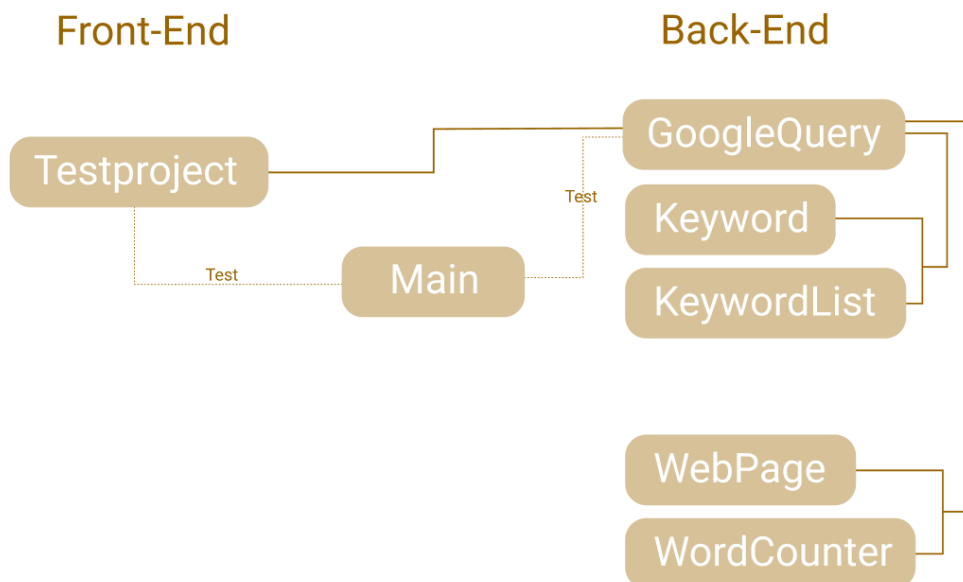 Front-End
Back-End
GoogleQuery
Testproject
Test
Keyword
Test
Main
KeywordList
WebPage
WordCounter